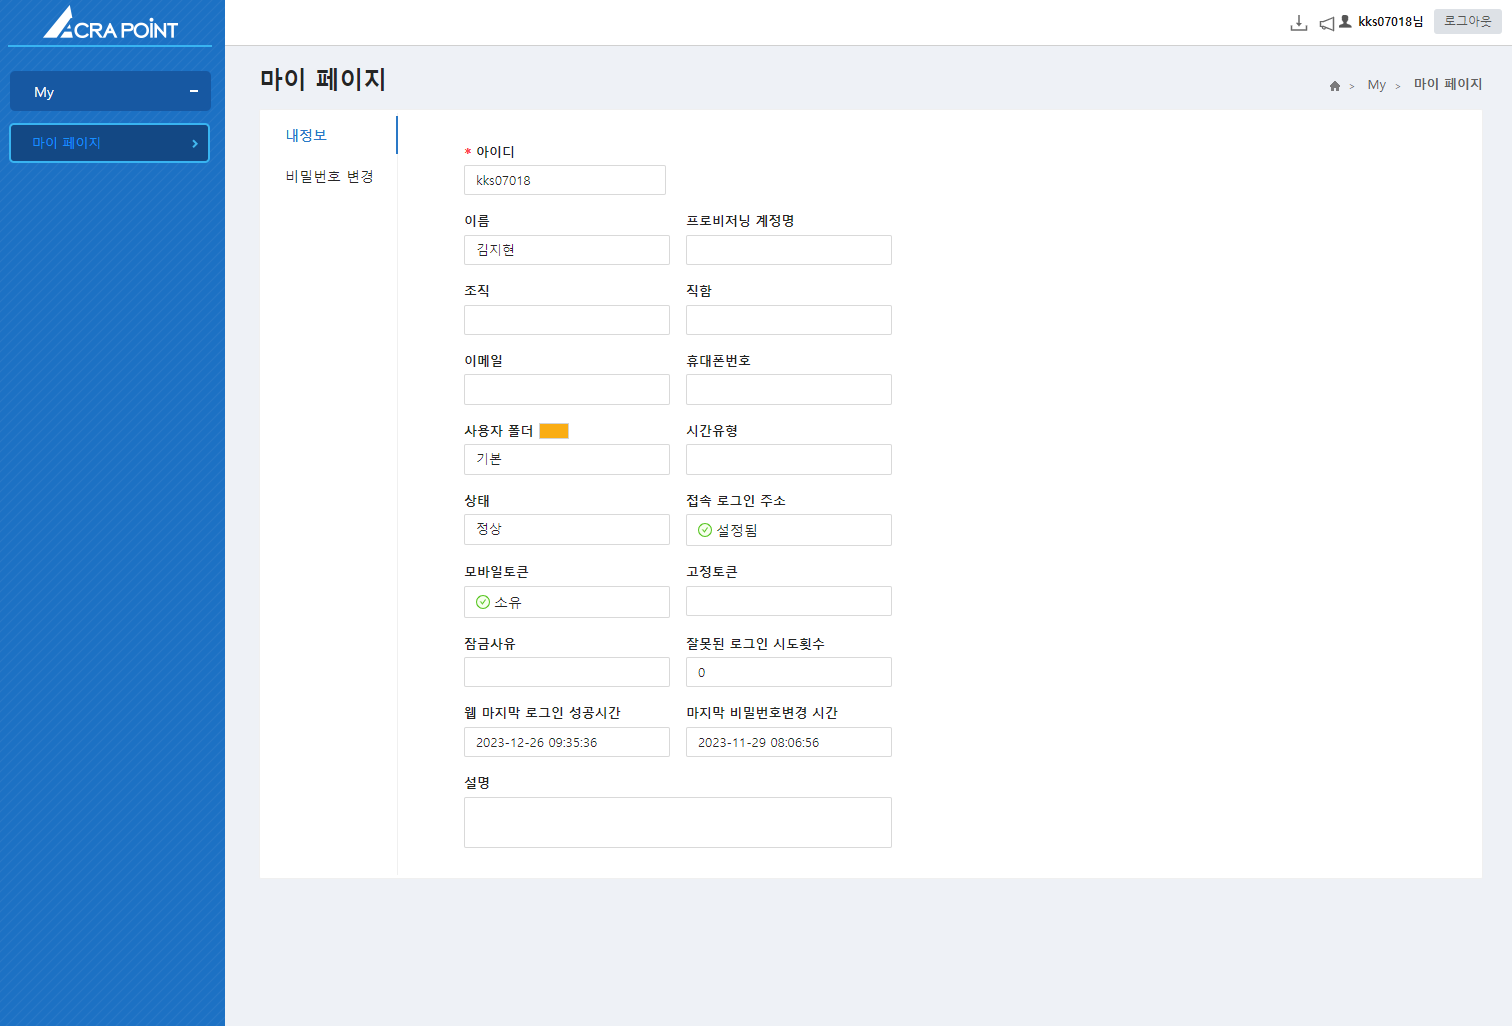 ACRA POINT
kks07018님
로그아웃
My
마이 페이지
마이 페이지
> My > 마이 페이지
내정보
비밀번호 변경
* 아이디
kks07018
이름 프로비저닝 계정명
김지현
조직 직함
이메일 휴대폰번호
사용자 폴더 시간유형
기본
상태 접속 로그인 주소
정상 설정됨
모바일토큰 고정토큰
소유
잠금사유 잘못된 로그인 시도횟수
0
웹 마지막 로그인 성공시간 마지막 비밀번호변경 시간
2023-12-26 09:35:36 2023-11-29 08:06:56
설명